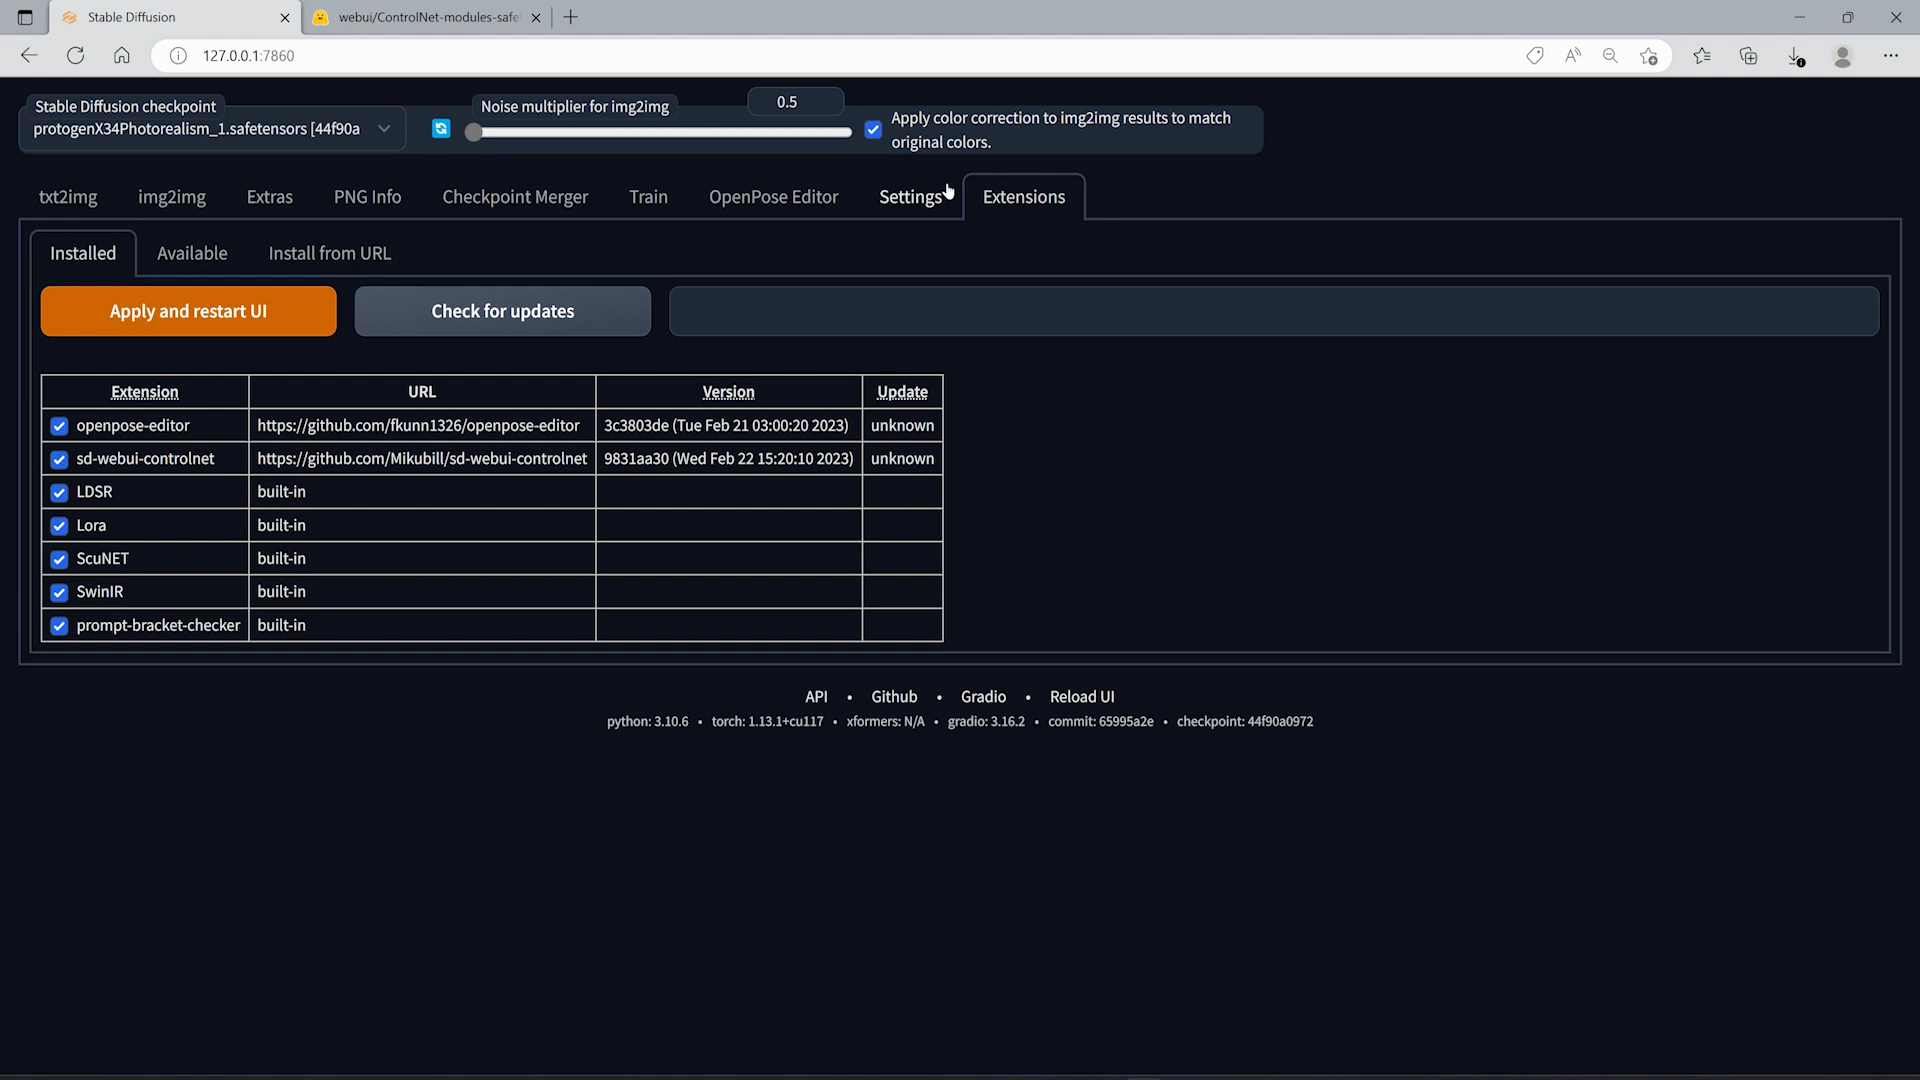 Stable Diffusion
webui/ControlNet-modules-safe
127.0.0.1:7860
Stable Diffusion checkpoint
protogenX34Photorealism_1.safetensors [44f90a
Noise multiplier for img2img
0.5
Apply color correction to img2img results to match
original colors.
txt2img img2img Extras PNG Info Checkpoint Merger Train OpenPose Editor Settings Extensions
Installed Available Install from URL
Apply and restart UI Check for updates
Extension URL Version Update
openpose-editor https://github.com/fkunn1326/openpose-editor 3c3803de (Tue Feb 21 03:00:20 2023) unknown
sd-webui-controlnet https://github.com/Mikubill/sd-webui-controlnet 9831aa30 (Wed Feb 22 15:20:10 2023) unknown
LDSR built-in
Lora built-in
ScuNET built-in
SwinIR built-in
prompt-bracket-checker built-in
API • Github • Gradio • Reload UI
python: 3.10.6 • torch: 1.13.1+cu117 • xformers: N/A • gradio: 3.16.2 • commit: 65995a2e • checkpoint: 44f90a0972